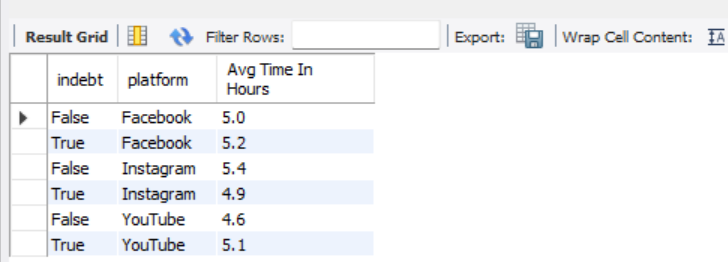 Result Grid Filter Rows: Export: Wrap Cell Content: IA
indebt platform Avg Time In
Hours
False Facebook 5.0
True Facebook 5.2
False Instagram 5.4
True Instagram 4.9
False YouTube 4.6
True YouTube 5.1